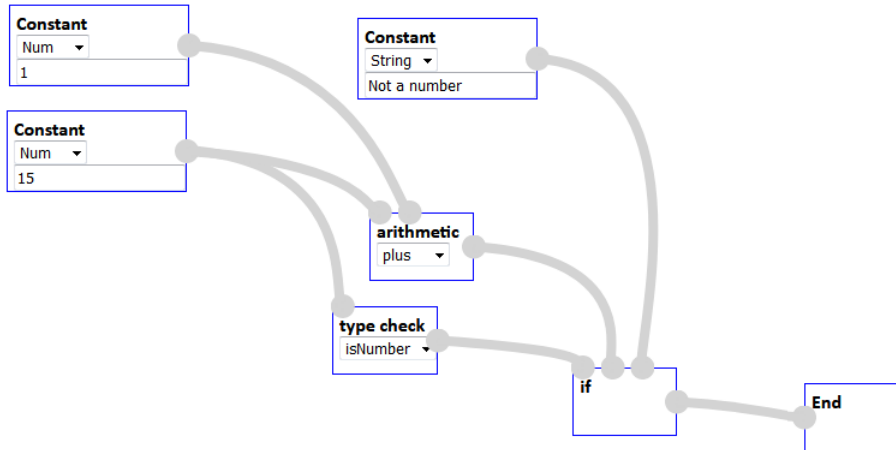 Constant
Num
1
Constant
String
Not a number
Constant
Num
15
arithmetic
plus
type check
isNumber
if
End